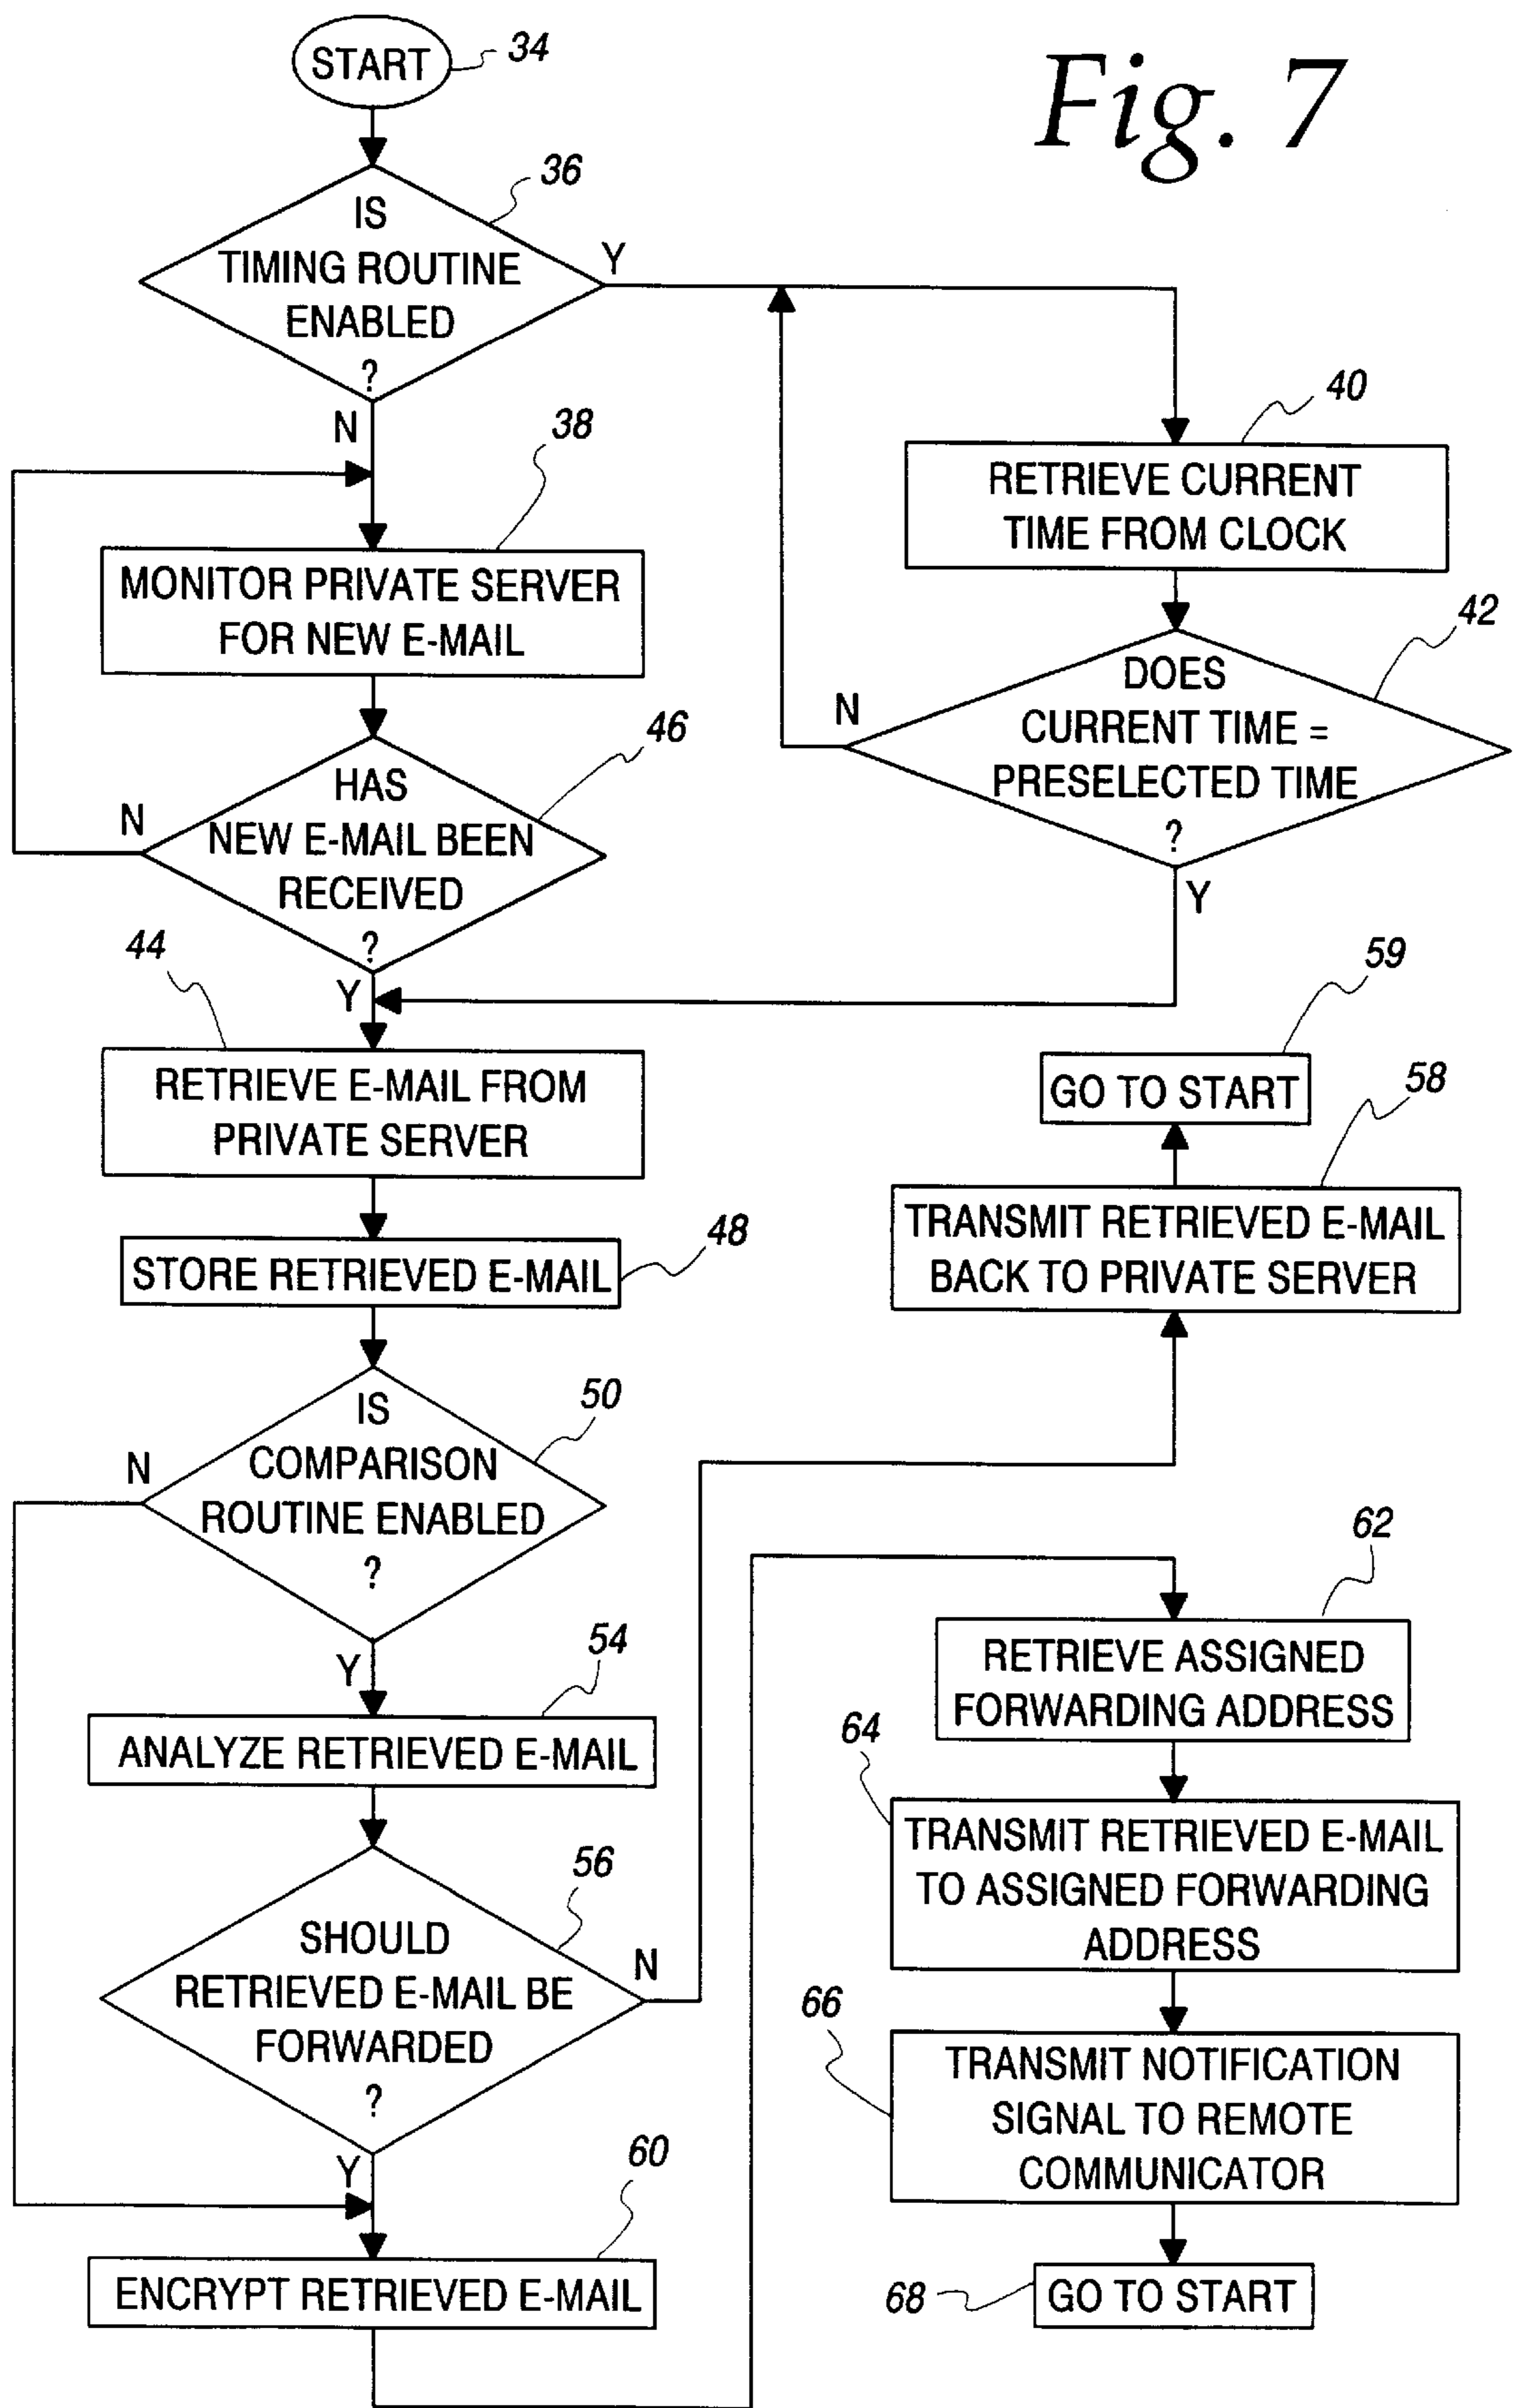 Fig. 7
START
34
36
IS
TIMING ROUTINE
ENABLED
?
Y
N
38
MONITOR PRIVATE SERVER
FOR NEW E-MAIL
40
RETRIEVE CURRENT
TIME FROM CLOCK
42
DOES
CURRENT TIME =
PRESELECTED TIME
?
N
Y
46
HAS
NEW E-MAIL BEEN
RECEIVED
?
N
Y
44
RETRIEVE E-MAIL FROM
PRIVATE SERVER
48
STORE RETRIEVED E-MAIL
50
IS
COMPARISON
ROUTINE ENABLED
?
N
Y
54
ANALYZE RETRIEVED E-MAIL
56
SHOULD
RETRIEVED E-MAIL BE
FORWARDED
?
N
Y
60
ENCRYPT RETRIEVED E-MAIL
59
GO TO START
58
TRANSMIT RETRIEVED E-MAIL
BACK TO PRIVATE SERVER
62
RETRIEVE ASSIGNED
FORWARDING ADDRESS
64
TRANSMIT RETRIEVED E-MAIL
TO ASSIGNED FORWARDING
ADDRESS
66
TRANSMIT NOTIFICATION
SIGNAL TO REMOTE
COMMUNICATOR
68
GO TO START